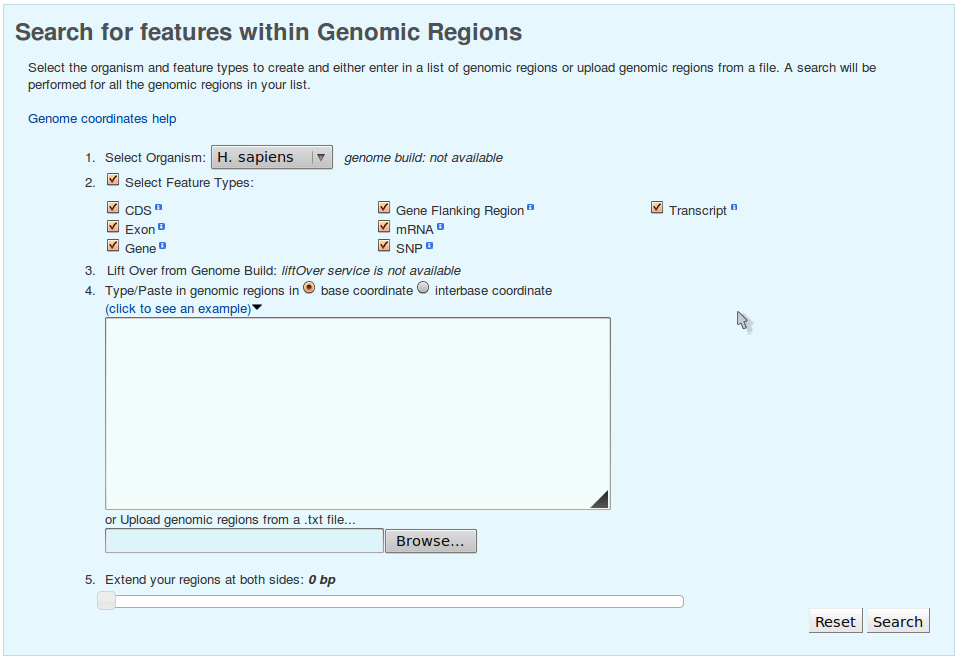 Search for features within Genomic Regions
Select the organism and feature types to create and either enter in a list of genomic regions or upload genomic regions from a file. A search will be
performed for all the genomic regions in your list.
Genome coordinates help
1. Select Organism: H. sapiens genome build: not available
2. Select Feature Types:
CDS i Gene Flanking Region i Transcript i
Exon i mRNA i
Gene i SNP i
3. Lift Over from Genome Build: liftOver service is not available
4. Type/Paste in genomic regions in base coordinate interbase coordinate
(click to see an example)
or Upload genomic regions from a .txt file...
Browse...
5. Extend your regions at both sides: 0 bp
Reset Search